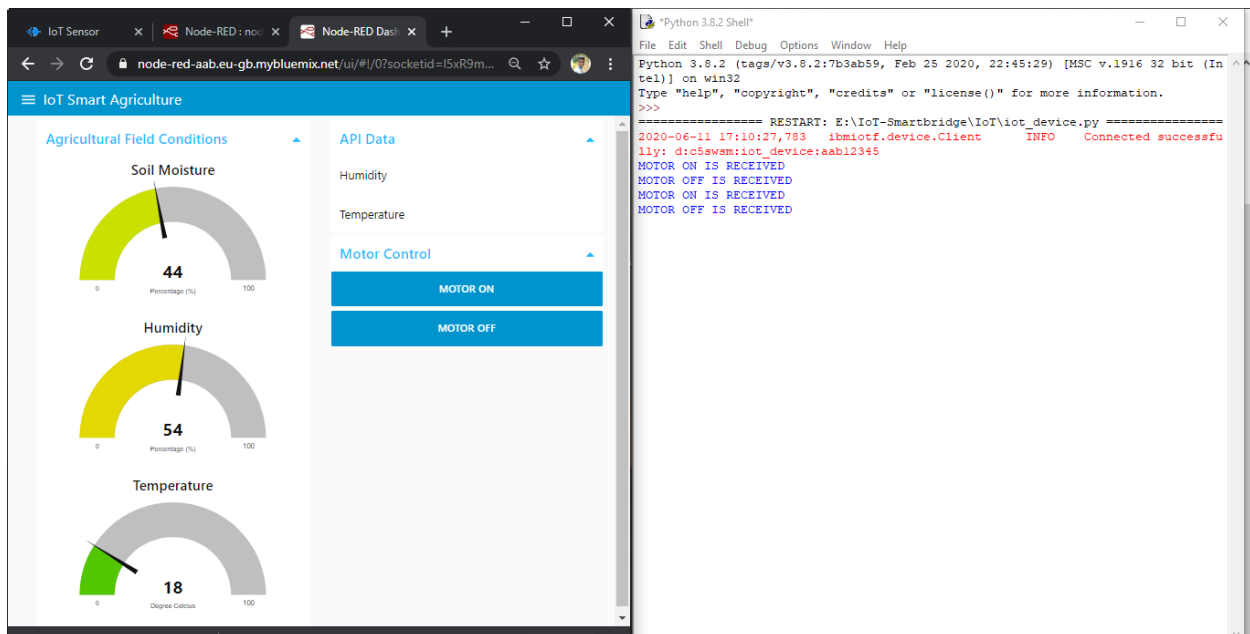 IoT Sensor
Node-RED : nod
Node-RED Dash
node-red-aab.eu-gb.mybluemix.net/ui/#!/0?socketid=I5xR9m...
IoT Smart Agriculture
Agricultural Field Conditions
Soil Moisture
44
0
Percentage (%)
100
Humidity
54
0
Percentage (%)
100
Temperature
18
0
Degree Celcius
100
API Data
Humidity
Temperature
Motor Control
MOTOR ON
MOTOR OFF
*Python 3.8.2 Shell*
File Edit Shell Debug Options Window Help
Python 3.8.2 (tags/v3.8.2:7b3ab59, Feb 25 2020, 22:45:29) [MSC v.1916 32 bit (In
tel)] on win32
Type "help", "copyright", "credits" or "license()" for more information.
>>>
================= RESTART: E:\IoT-Smartbridge\IoT\iot_device.py ================
2020-06-11 17:10:27,783   ibmiotf.device.Client      INFO    Connected successfu
lly: d:c5swsm:iot_device:aab12345
MOTOR ON IS RECEIVED
MOTOR OFF IS RECEIVED
MOTOR ON IS RECEIVED
MOTOR OFF IS RECEIVED